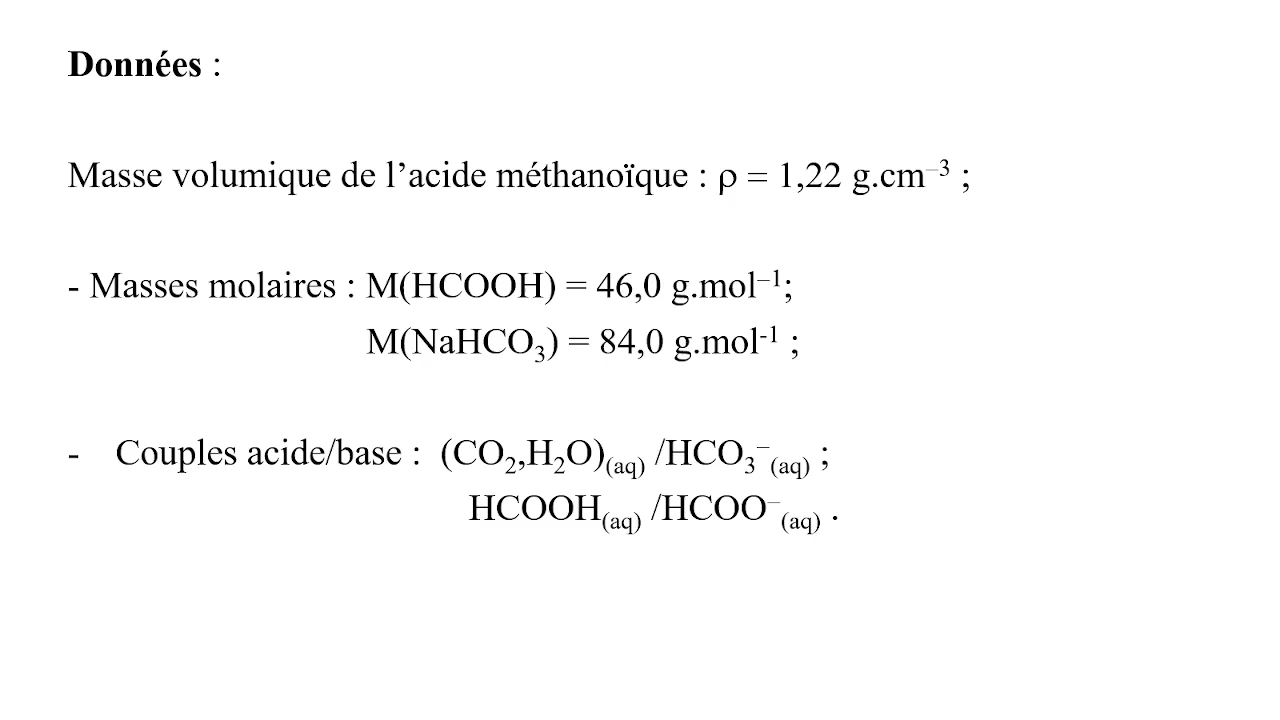 Données :
Masse volumique de l’acide méthanoïque : ρ = 1,22 g.cm⁻³ ;
- Masses molaires : M(HCOOH) = 46,0 g.mol⁻¹;
M(NaHCO₃) = 84,0 g.mol⁻¹ ;
- Couples acide/base : (CO₂,H₂O)₍aq₎ /HCO₃⁻₍aq₎ ;
HCOOH₍aq₎ /HCOO⁻₍aq₎ .